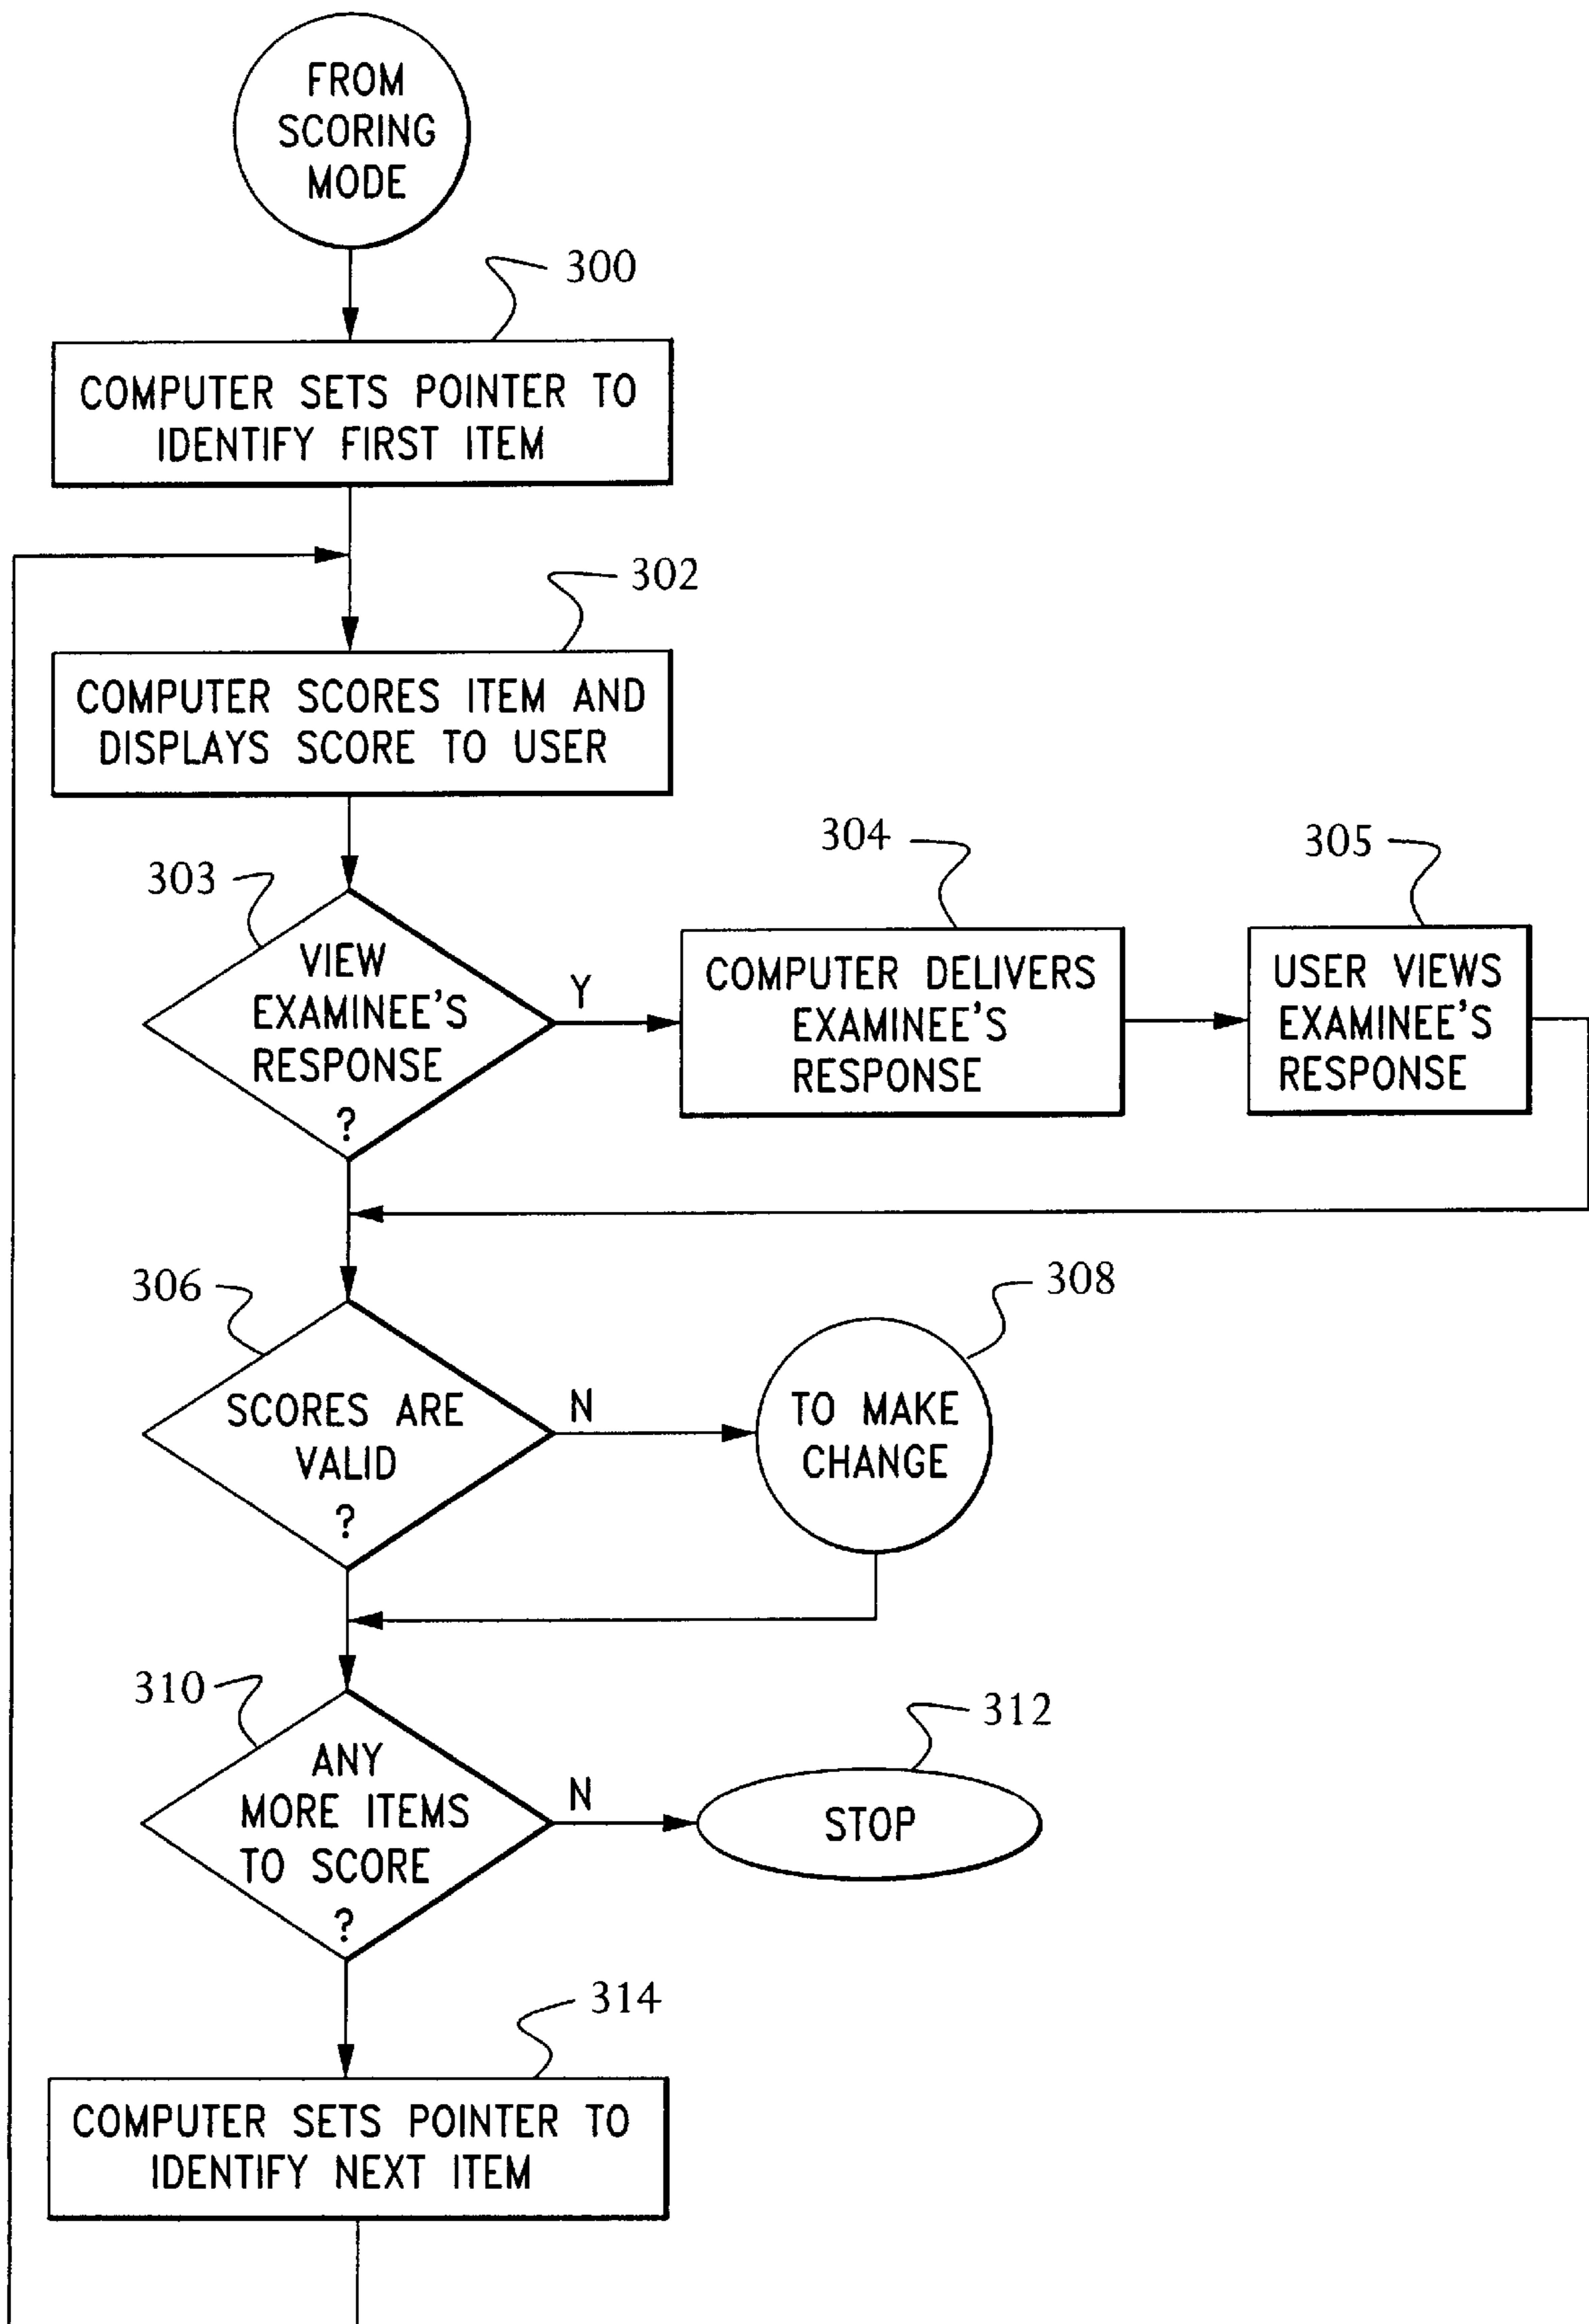 FROM
SCORING
MODE
300
COMPUTER SETS POINTER TO
IDENTIFY FIRST ITEM
302
COMPUTER SCORES ITEM AND
DISPLAYS SCORE TO USER
303
VIEW
EXAMINEE'S
RESPONSE
?
Y
304
COMPUTER DELIVERS
EXAMINEE'S
RESPONSE
305
USER VIEWS
EXAMINEE'S
RESPONSE
306
SCORES ARE
VALID
?
N
308
TO MAKE
CHANGE
310
ANY
MORE ITEMS
TO SCORE
?
N
312
STOP
314
COMPUTER SETS POINTER TO
IDENTIFY NEXT ITEM